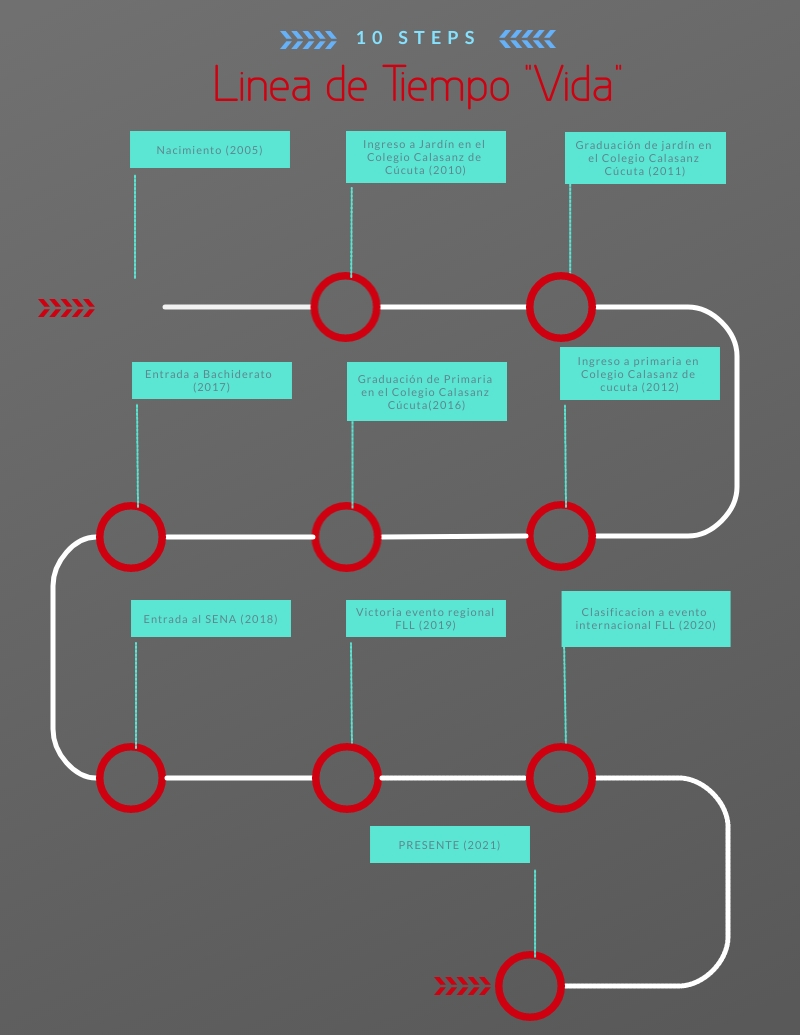 10 STEPS
Linea de Tiempo "Vida"
Nacimiento (2005)
Ingreso a Jardín en el
Colegio Calasanz de
Cúcuta (2010)
Graduación de jardín en
el Colegio Calasanz
Cúcuta (2011)
Ingreso a primaria en
Colegio Calasanz de
cucuta (2012)
Graduación de Primaria
en el Colegio Calasanz
Cúcuta(2016)
Entrada a Bachiderato
(2017)
Entrada al SENA (2018)
Victoria evento regional
FLL (2019)
Clasificacion a evento
internacional FLL (2020)
PRESENTE (2021)